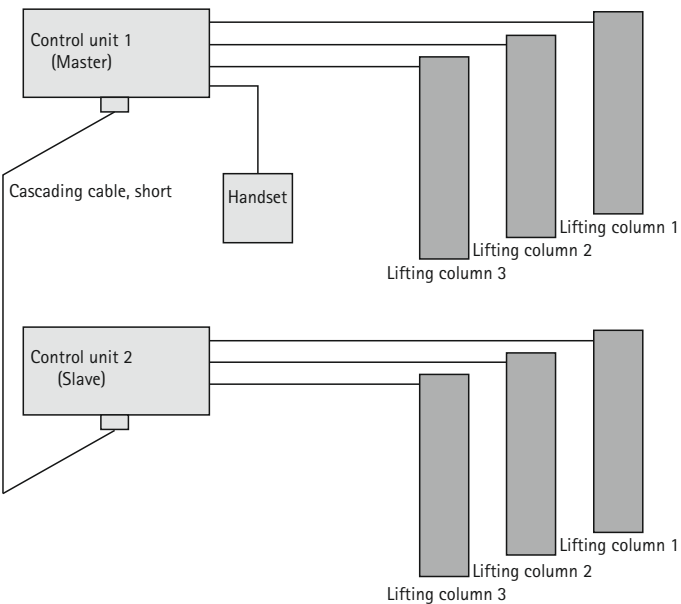 Control unit 1
(Master)
Cascading cable, short
Handset
Lifting column 1
Lifting column 2
Lifting column 3
Control unit 2
(Slave)
Lifting column 1
Lifting column 2
Lifting column 3